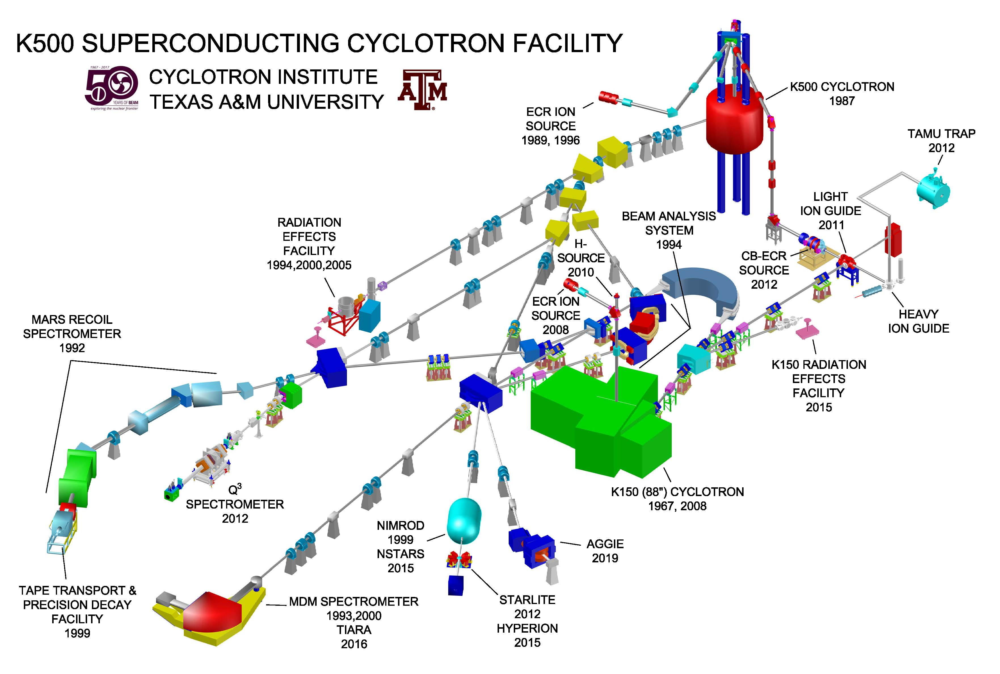 K500 SUPERCONDUCTING CYCLOTRON FACILITY
1967 - 2017
50
YEARS OF BEAM
exploring the nuclear frontier
CYCLOTRON INSTITUTE
TEXAS A&M UNIVERSITY
ATM
®
K500 CYCLOTRON
1987
ECR ION
SOURCE
1989, 1996
TAMU TRAP
2012
LIGHT
ION GUIDE
2011
BEAM ANALYSIS
SYSTEM
1994
RADIATION
EFFECTS
FACILITY
1994,2000,2005
H-
SOURCE
2010
CB-ECR
SOURCE
2012
ECR ION
SOURCE
2008
HEAVY
ION GUIDE
MARS RECOIL
SPECTROMETER
1992
K150 RADIATION
EFFECTS
FACILITY
2015
Q³
SPECTROMETER
2012
K150 (88") CYCLOTRON
1967, 2008
NIMROD
1999
NSTARS
2015
AGGIE
2019
TAPE TRANSPORT &
PRECISION DECAY
FACILITY
1999
MDM SPECTROMETER
1993,2000
TIARA
2016
STARLITE
2012
HYPERION
2015